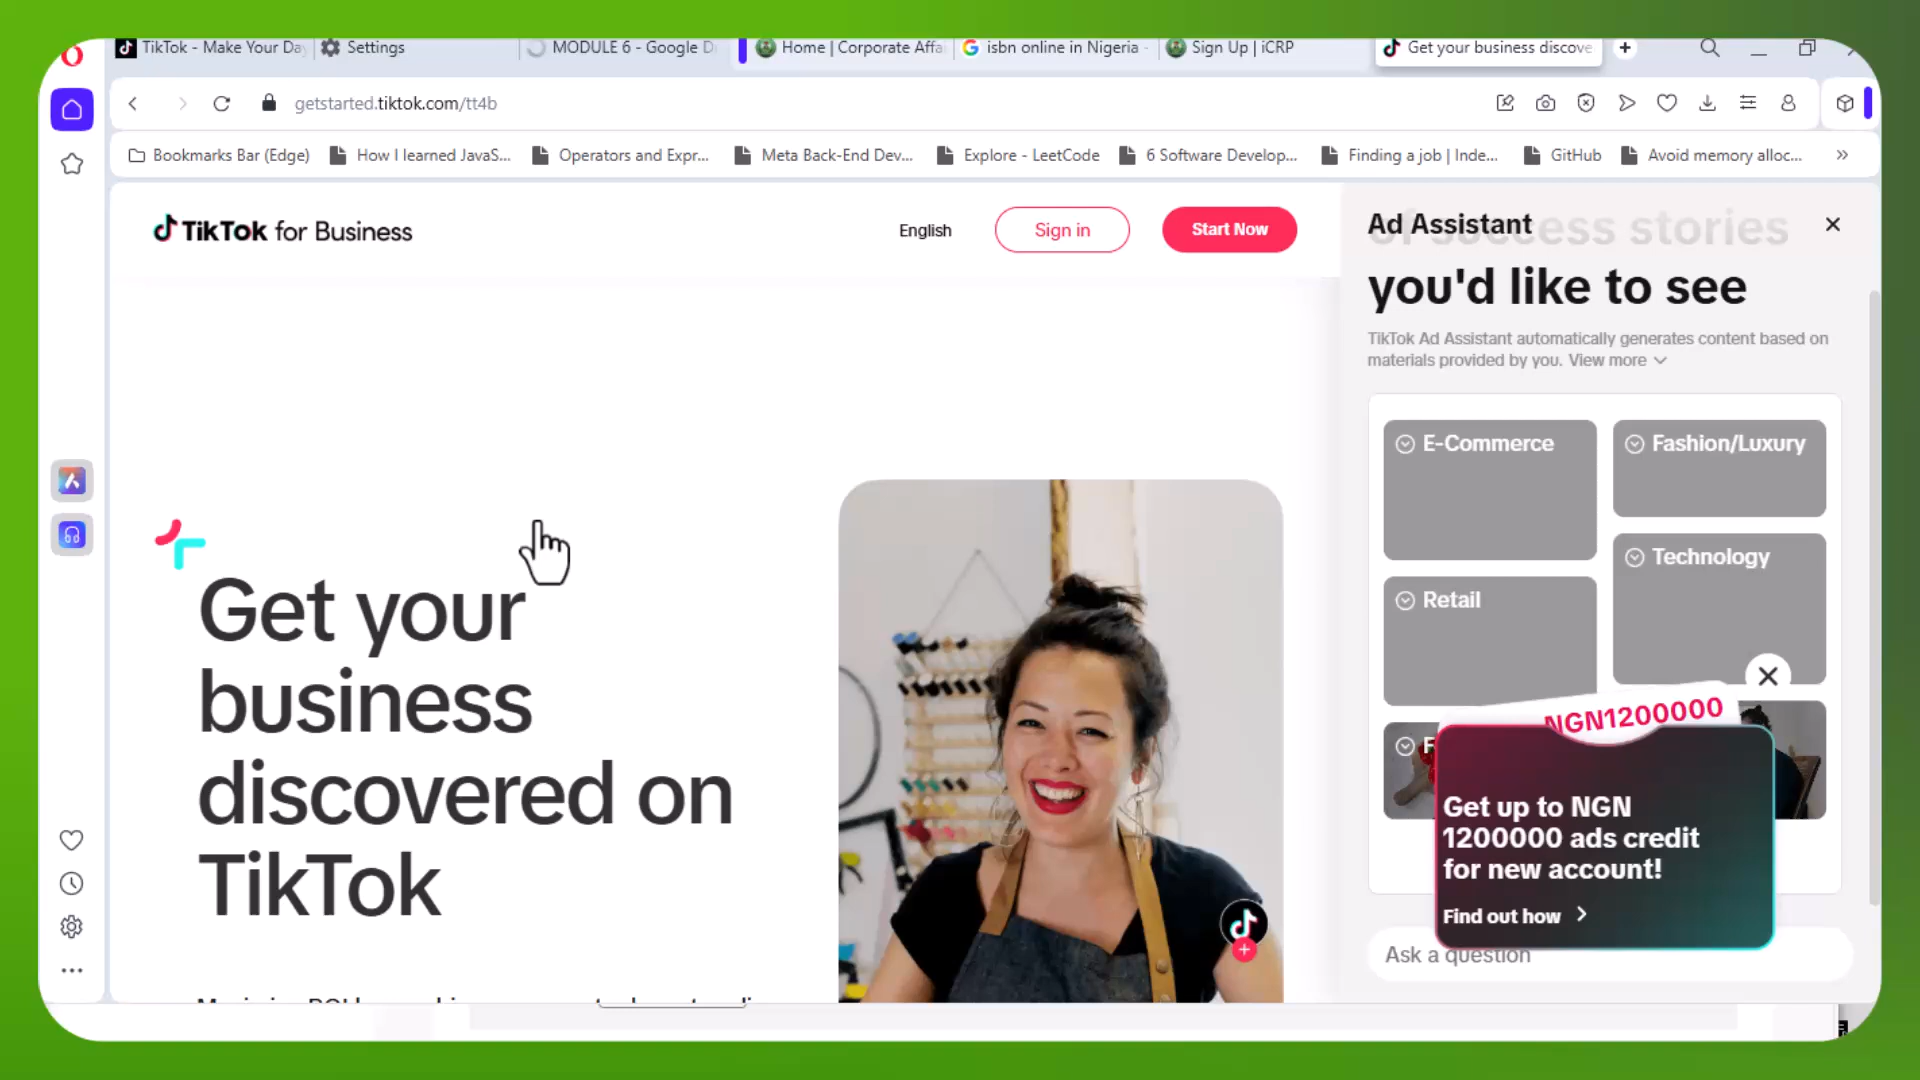 TikTok - Make Your Day
Settings
MODULE 6 - Google D
Home | Corporate Affa
isbn online in Nigeria -
Sign Up | iCRP
Get your business discove
getstarted.tiktok.com/tt4b
Bookmarks Bar (Edge)
How I learned JavaS...
Operators and Expr...
Meta Back-End Dev...
Explore - LeetCode
6 Software Develop...
Finding a job | Inde...
GitHub
Avoid memory alloc...
TikTok for Business
English
Sign in
Start Now
Get your
business
discovered on
TikTok
Ad Assistant
of success stories
you'd like to see
TikTok Ad Assistant automatically generates content based on
materials provided by you. View more
E-Commerce
Fashion/Luxury
Technology
Retail
F
NGN1200000
Get up to NGN
1200000 ads credit
for new account!
Find out how
Ask a question